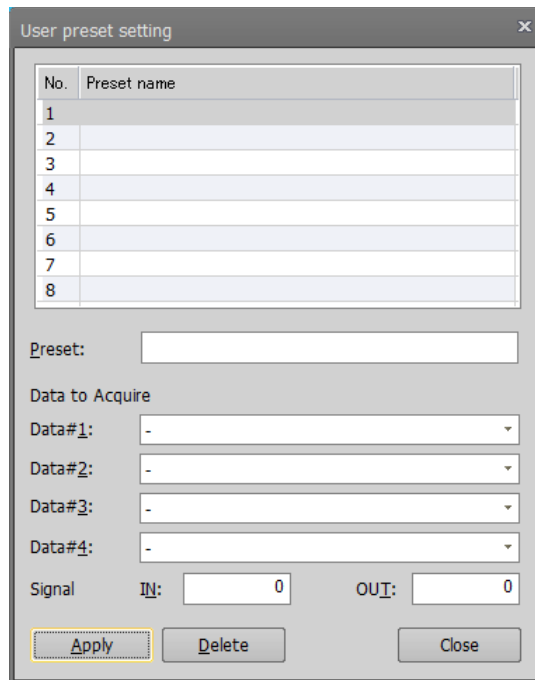 User preset setting
No. Preset name
1
2
3
4
5
6
7
8
Preset:
Data to Acquire
Data#1: -
Data#2: -
Data#3: -
Data#4: -
Signal IN: 0 OUT: 0
Apply Delete Close